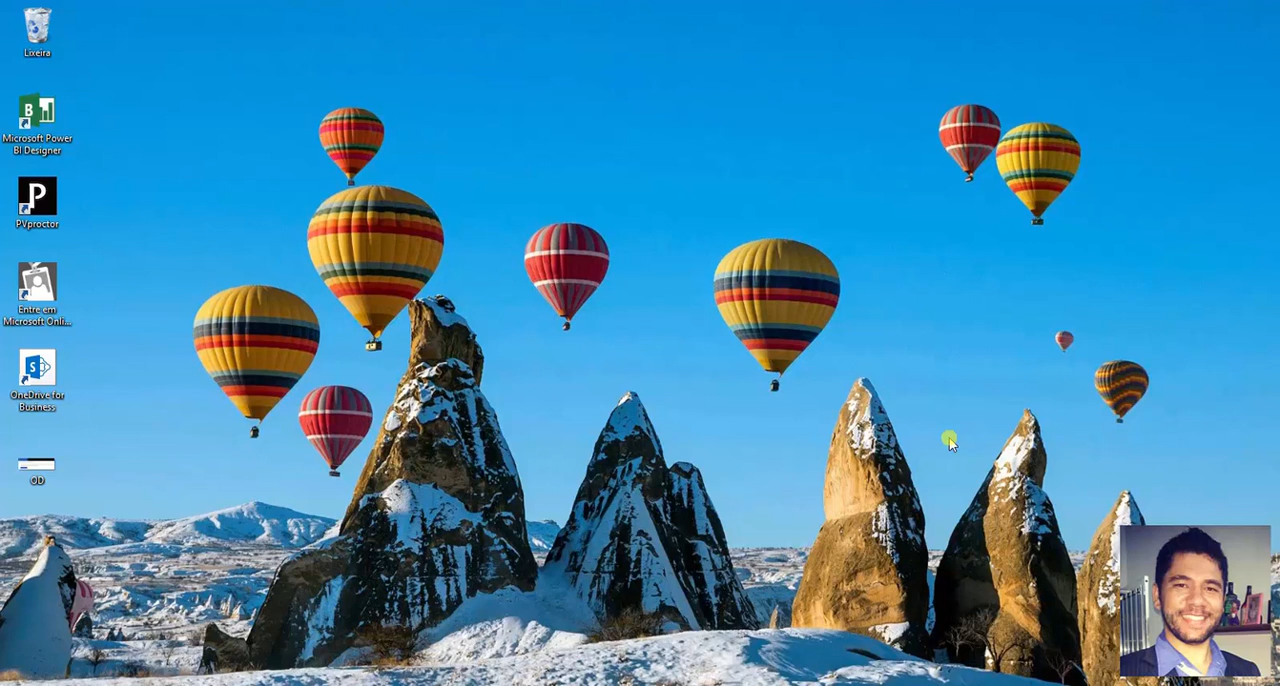 Lixeira
Microsoft Power
BI Designer
PVproctor
Entre em
Microsoft Onli...
OneDrive for
Business
OD